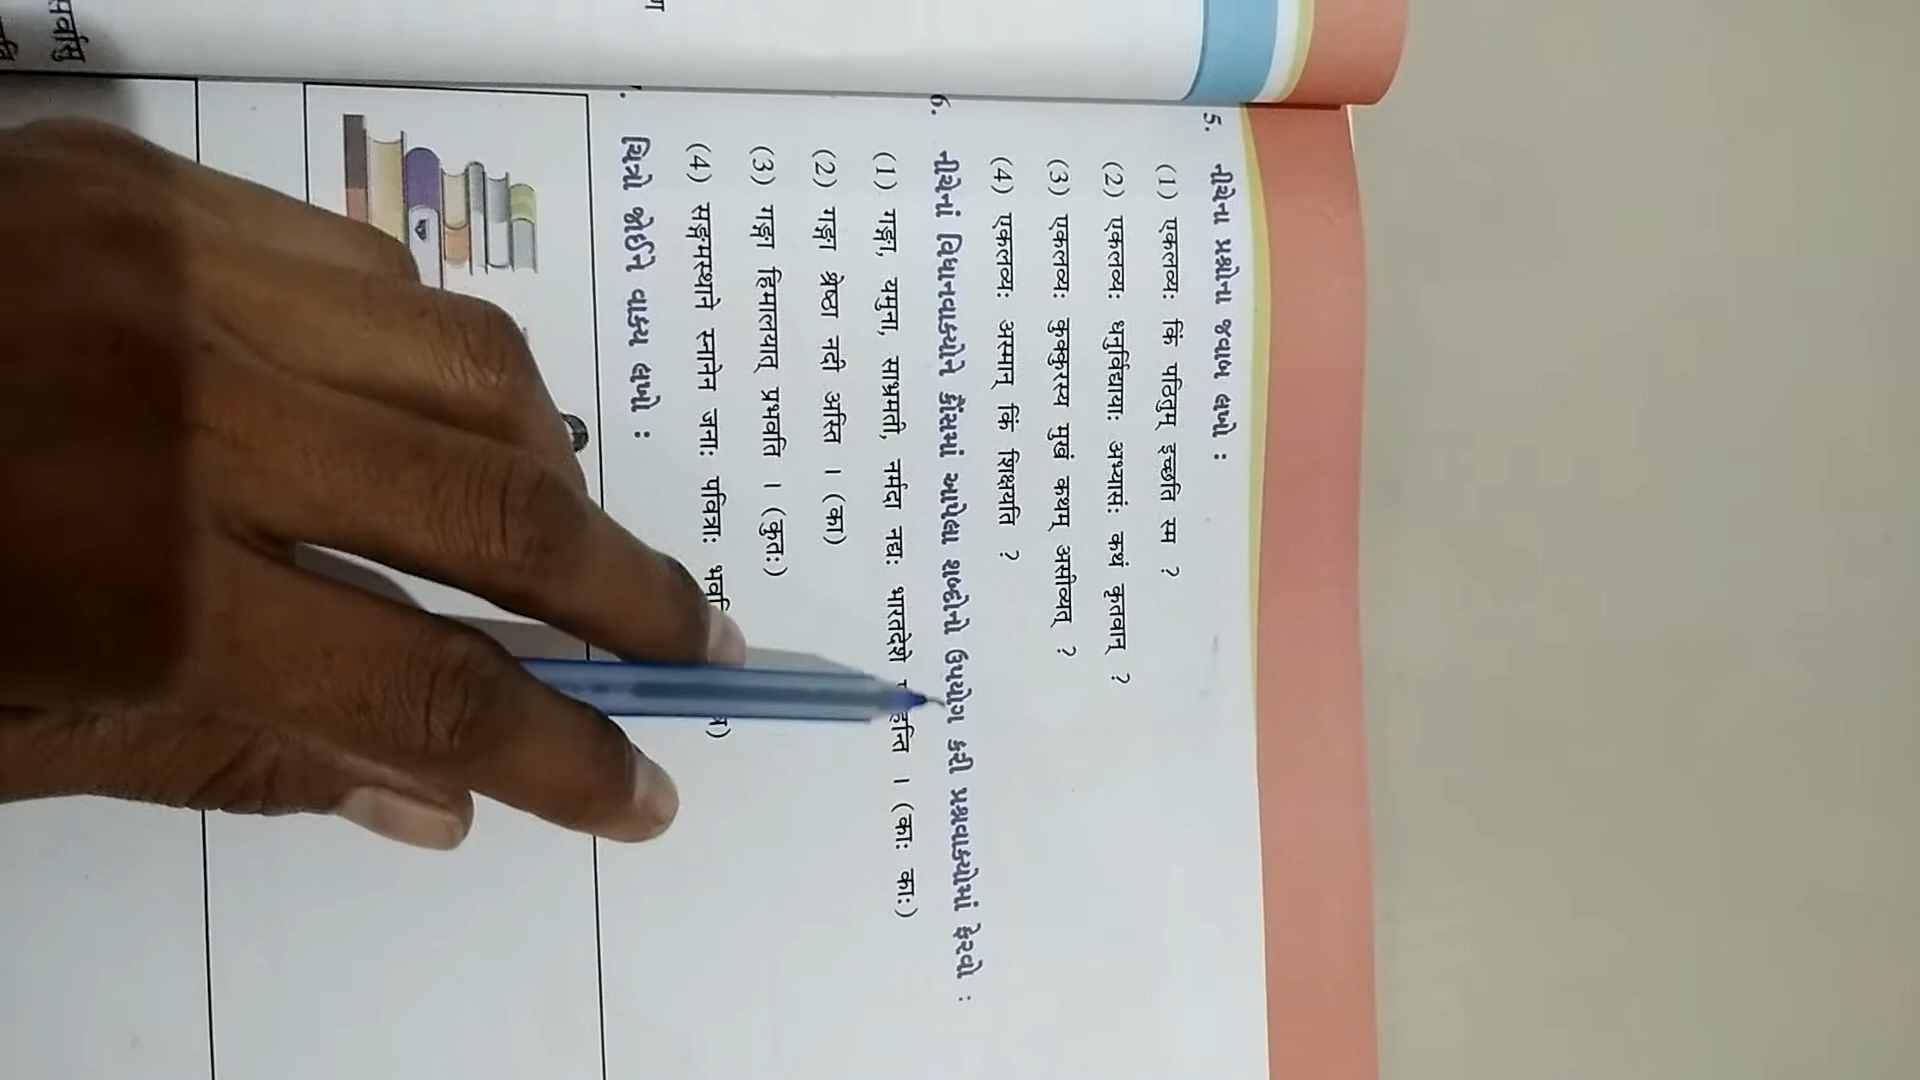 5. નીચેના પ્રશ્નોના જવાબ લખો :
(1) एकलव्यः किं पठितुम् इच्छति स्म ?
(2) एकलव्यः धनुर्विद्यायाः अभ्यासं: कथं कृतवान् ?
(3) एकलव्यः कुक्कुरस्य मुखं कथम् असीव्यत् ?
(4) एकलव्यः अस्मान् किं शिक्षयति ?
6. નીચેનાં વિધાનવાક્યોને કૌંસમાં આપેલા શબ્દોનો ઉપયોગ કરી પ્રશ્નવાક્યોમાં ફેરવો :
(1) गङ्गा, यमुना, साभ्रमती, नर्मदा नद्यः भारतदेशे । (काः काः)
(2) गङ्गा श्रेष्ठा नदी अस्ति । (का)
(3) गङ्गा हिमालयात् प्रभवति । (कुतः)
(4) सङ्गमस्थाने स्नानेन जनाः पवित्राः
ચિત્રો જોઈને વાક્ય લખો :